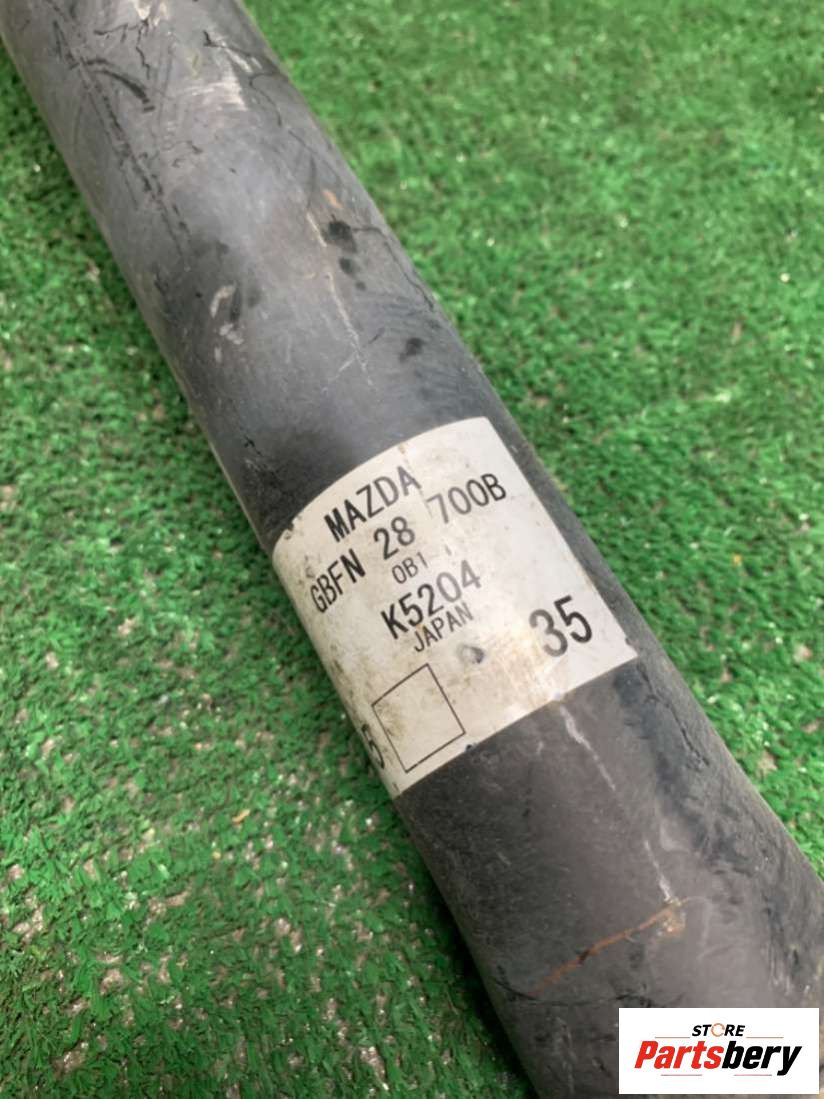 MAZDA
GBFN 28 700B
0B1
K5204
JAPAN
35
STORE
Partsbery